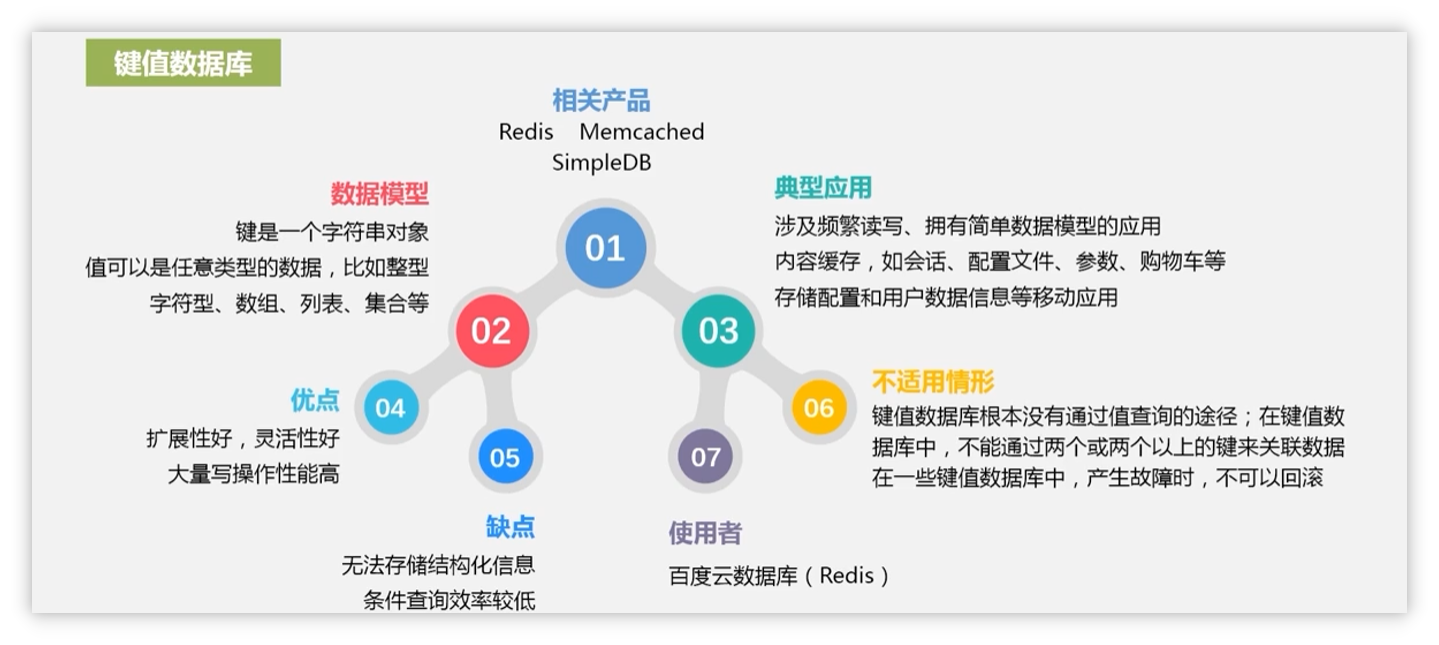 键值数据库
相关产品
Redis Memcached
SimpleDB
01
数据模型
键是一个字符串对象
值可以是任意类型的数据，比如整型
字符型、数组、列表、集合等
02
典型应用
涉及频繁读写、拥有简单数据模型的应用
内容缓存，如会话、配置文件、参数、购物车等
存储配置和用户数据信息等移动应用
03
优点
扩展性好，灵活性好
大量写操作性能高
04
缺点
无法存储结构化信息
条件查询效率较低
05
不适用情形
键值数据库根本没有通过值查询的途径；在键值数
据库中，不能通过两个或两个以上的键来关联数据
在一些键值数据库中，产生故障时，不可以回滚
06
使用者
百度云数据库（Redis）
07